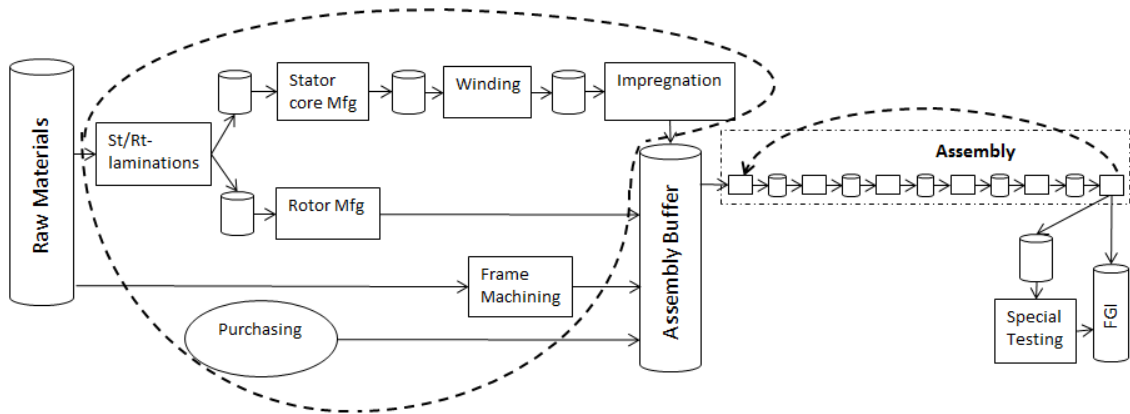 Raw Materials
St/Rt-
laminations
Stator
core Mfg
Winding
Impregnation
Rotor Mfg
Frame
Machining
Purchasing
Assembly Buffer
Assembly
Special
Testing
FGI